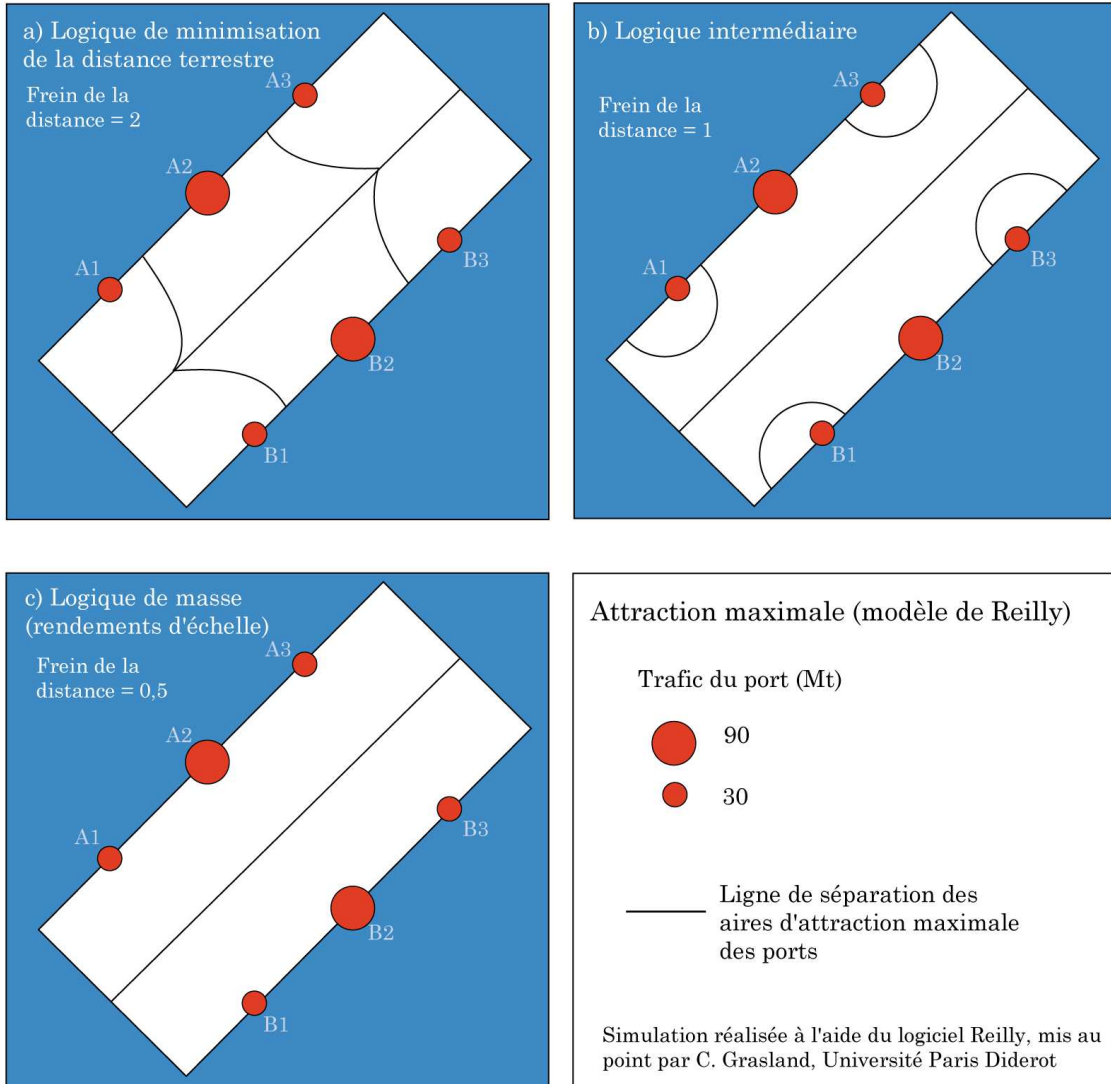 a) Logique de minimisation
de la distance terrestre
Frein de la
distance = 2
A3
A2
A1
B3
B2
B1
b) Logique intermédiaire
Frein de la
distance = 1
A3
A2
A1
B3
B2
B1
c) Logique de masse
(rendements d'échelle)
Frein de la
distance = 0,5
A3
A2
A1
B3
B2
B1
Attraction maximale (modèle de Reilly)
Trafic du port (Mt)
90
30
Ligne de séparation des
aires d'attraction maximale
des ports
Simulation réalisée à l'aide du logiciel Reilly, mis au
point par C. Grasland, Université Paris Diderot